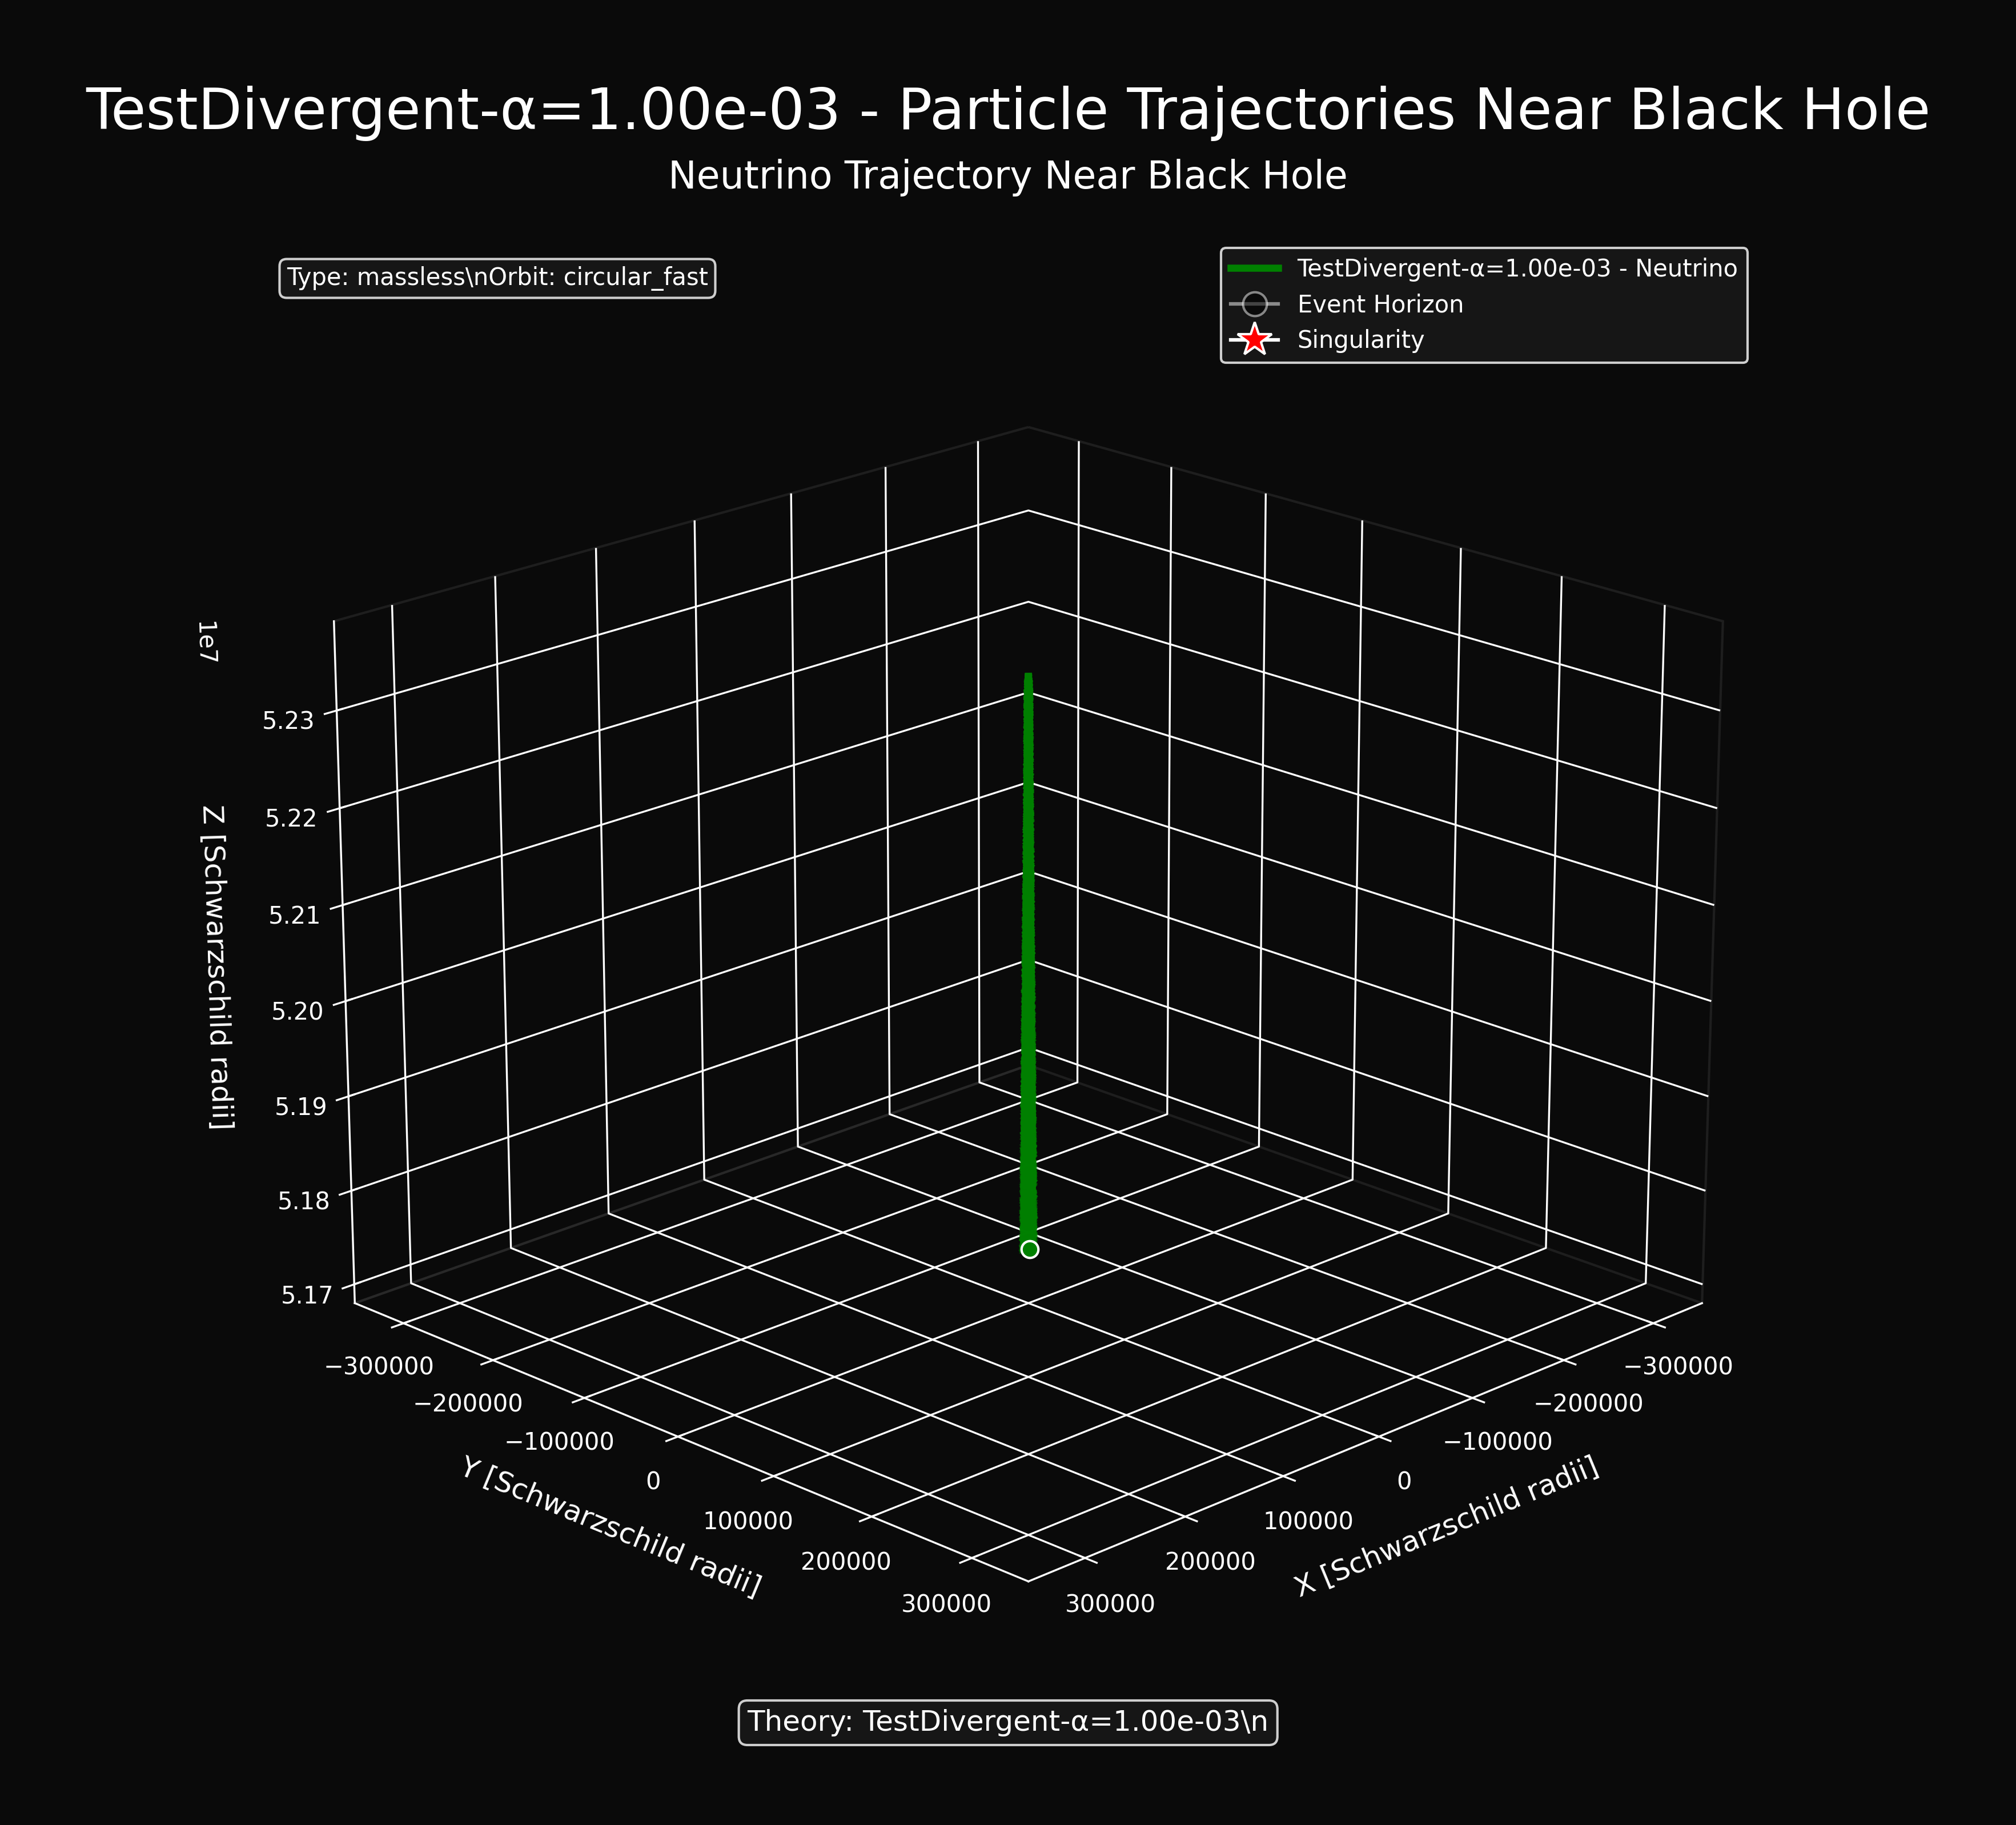 TestDivergent-α=1.00e-03 - Particle Trajectories Near Black Hole
Neutrino Trajectory Near Black Hole
Type: massless\nOrbit: circular_fast
TestDivergent-α=1.00e-03 - Neutrino
Event Horizon
Singularity
1e7
5.23
5.22
5.21
5.20
5.19
5.18
5.17
Z [Schwarzschild radii]
−300000
−200000
−100000
0
100000
200000
300000
Y [Schwarzschild radii]
−300000
−200000
−100000
0
100000
200000
300000
X [Schwarzschild radii]
Theory: TestDivergent-α=1.00e-03\n